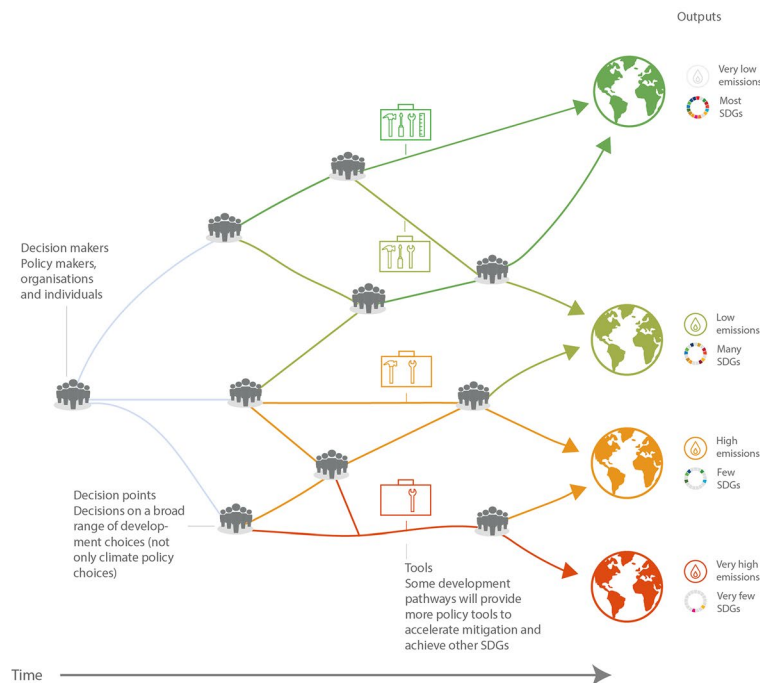 Outputs
Very low
emissions
Most
SDGs
Decision makers
Policy makers,
organisations
and individuals
Low
emissions
Many
SDGs
High
emissions
Few
SDGs
Decision points
Decisions on a broad
range of develop-
ment choices (not
only climate policy
choices)
Tools
Some development
pathways will provide
more policy tools to
accelerate mitigation and
achieve other SDGs
Very high
emissions
Very few
SDGs
Time